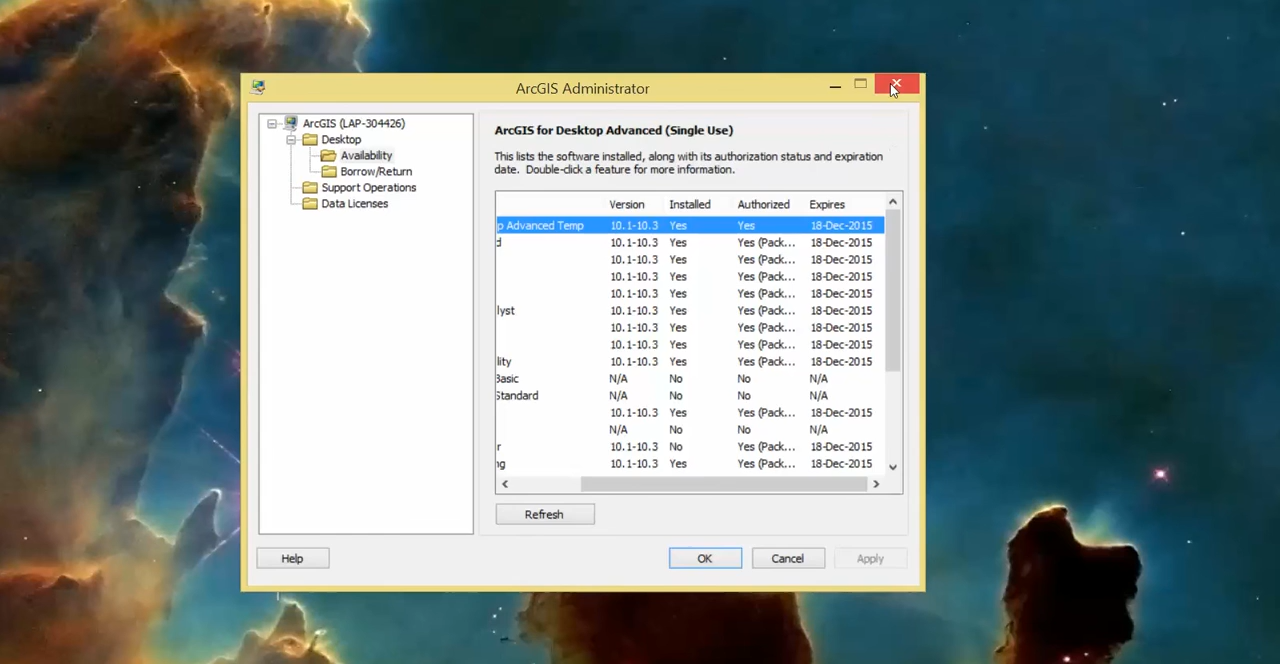 ArcGIS Administrator
ArcGIS (LAP-304426)
Desktop
Availability
Borrow/Return
Support Operations
Data Licenses
ArcGIS for Desktop Advanced (Single Use)
This lists the software installed, along with its authorization status and expiration
date. Double-click a feature for more information.
Version Installed Authorized Expires
p Advanced Temp 10.1-10.3 Yes Yes 18-Dec-2015
d 10.1-10.3 Yes Yes (Pack... 18-Dec-2015
10.1-10.3 Yes Yes (Pack... 18-Dec-2015
10.1-10.3 Yes Yes (Pack... 18-Dec-2015
10.1-10.3 Yes Yes (Pack... 18-Dec-2015
lyst 10.1-10.3 Yes Yes (Pack... 18-Dec-2015
10.1-10.3 Yes Yes (Pack... 18-Dec-2015
10.1-10.3 Yes Yes (Pack... 18-Dec-2015
lity 10.1-10.3 Yes Yes (Pack... 18-Dec-2015
Basic N/A No No N/A
Standard N/A No No N/A
10.1-10.3 Yes Yes (Pack... 18-Dec-2015
N/A No No N/A
r 10.1-10.3 No Yes (Pack... 18-Dec-2015
ng 10.1-10.3 Yes Yes (Pack... 18-Dec-2015
Refresh
Help OK Cancel Apply